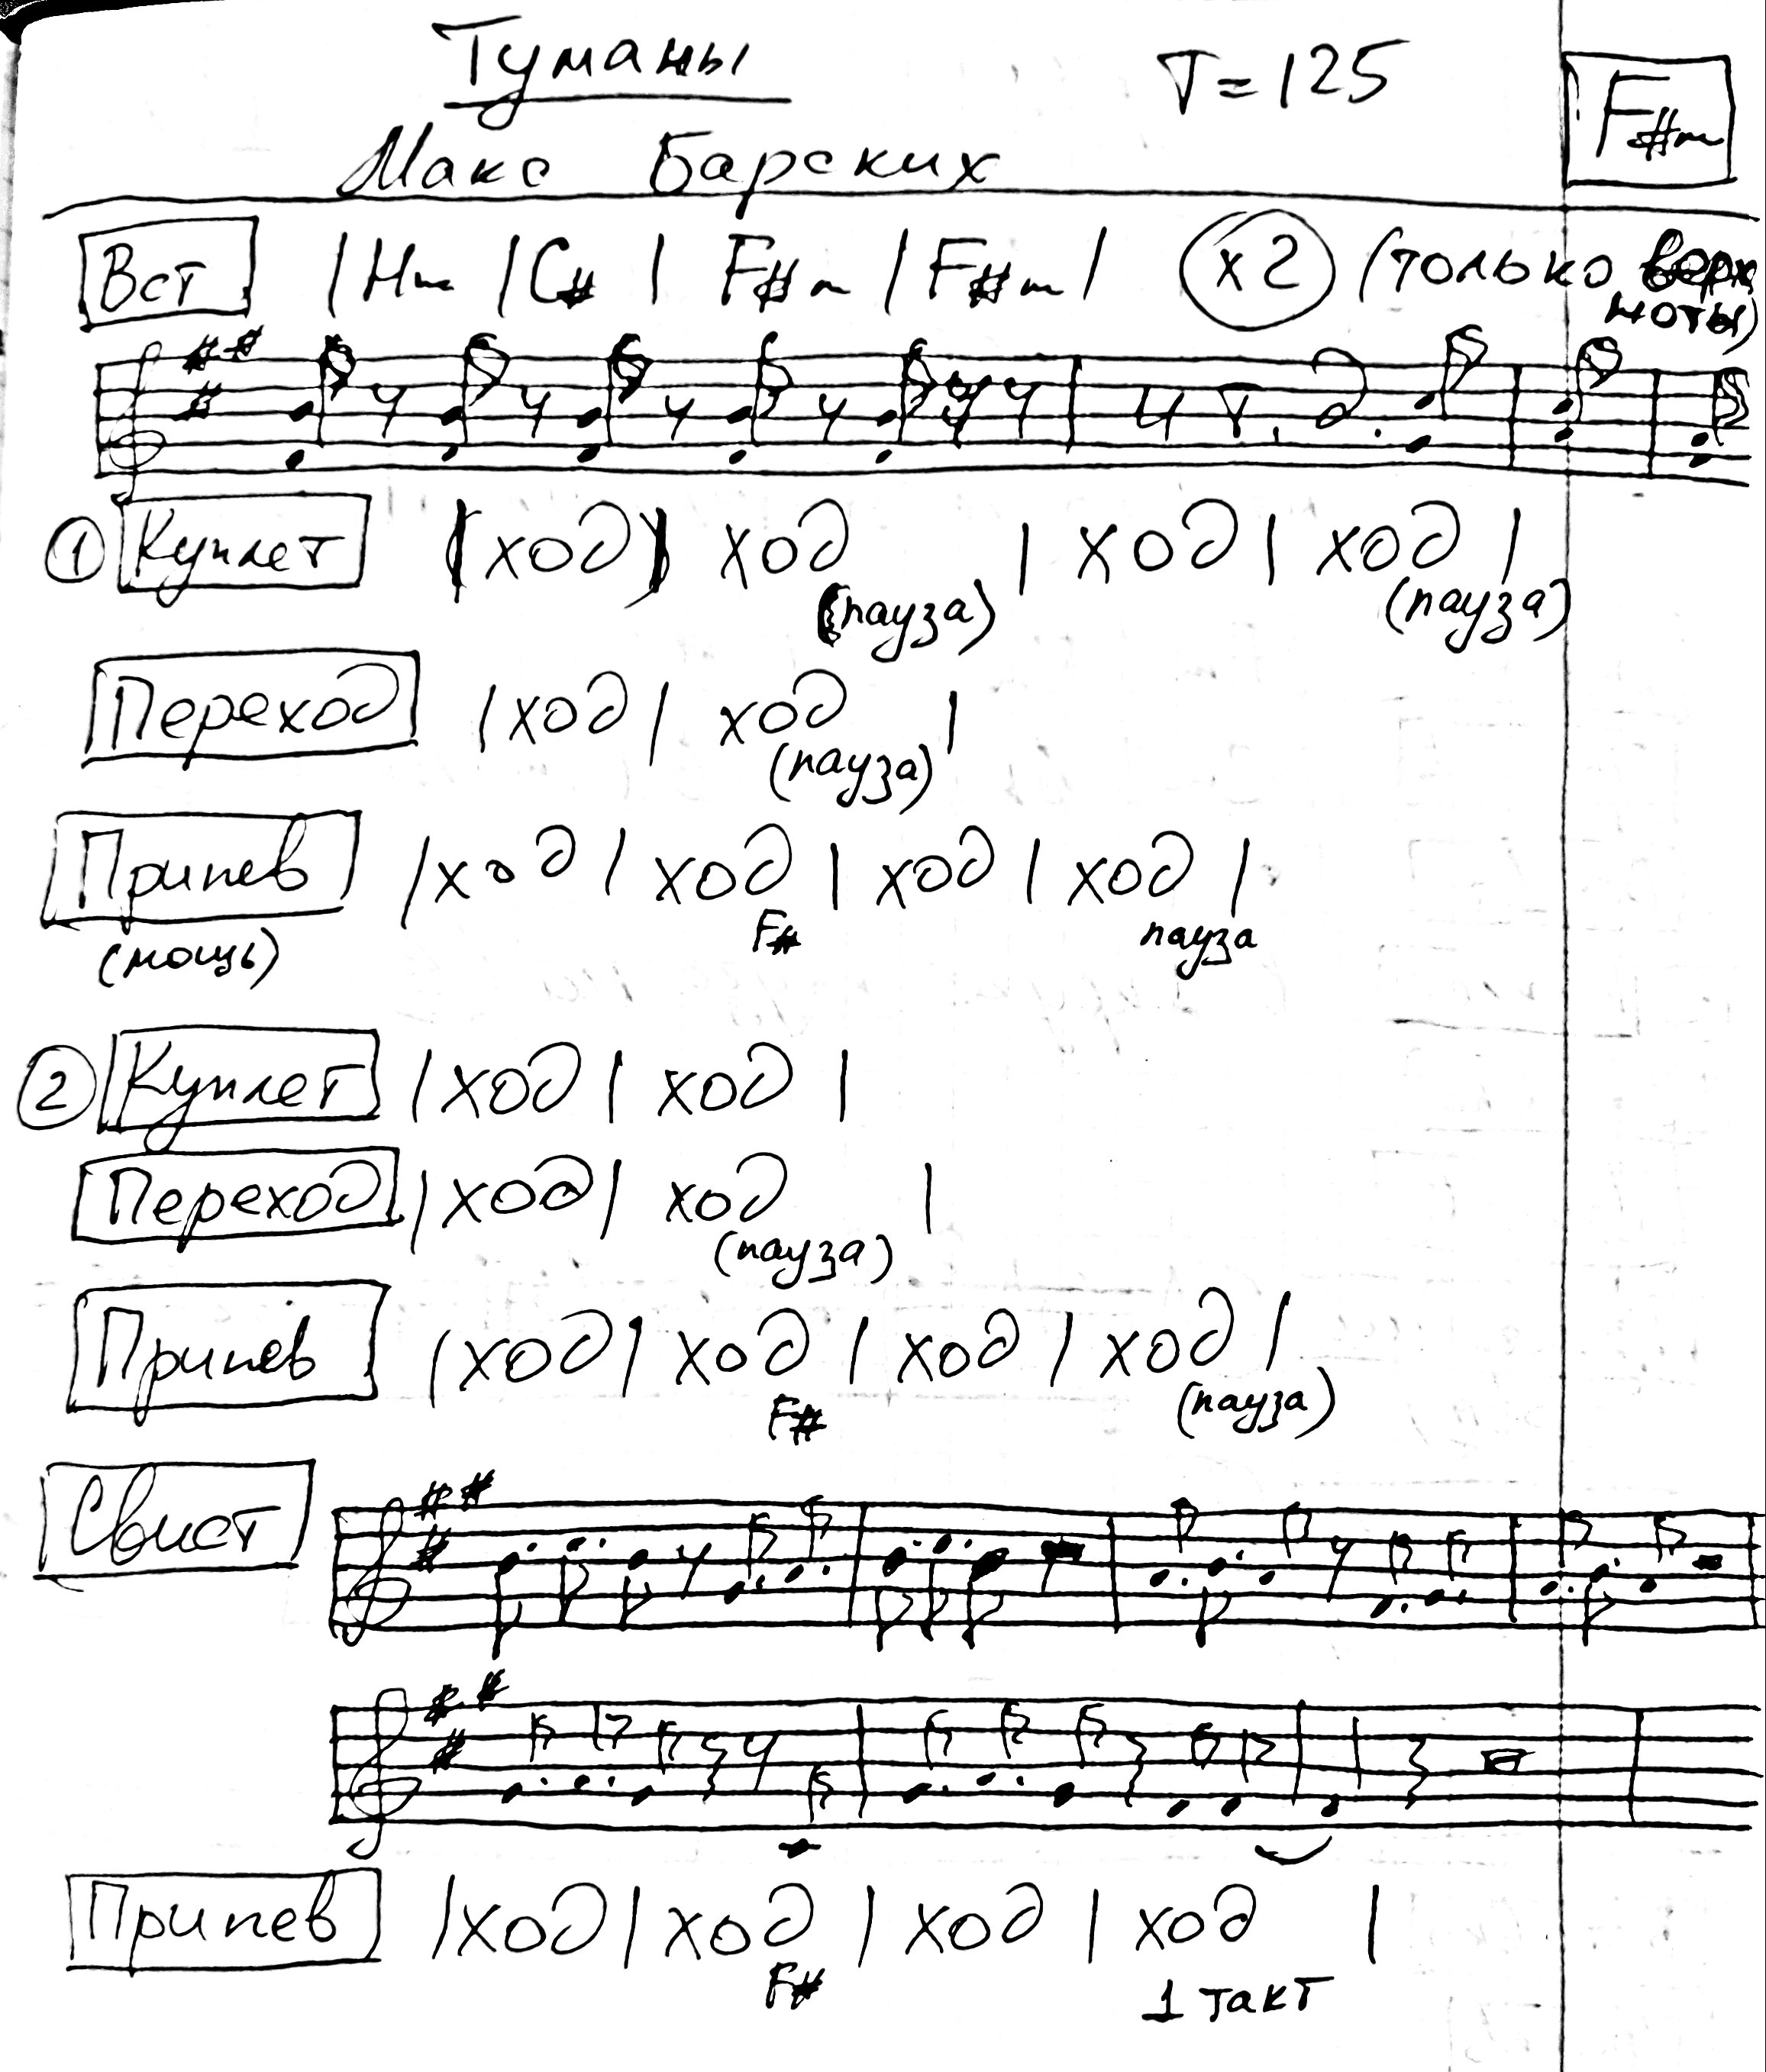 Туманы T=125 F#m
Макс Барских
Вст | Hm | C# | F#m | F#m | x2 (только верх
ноты)
1 Куплет (ход) ход | ход | ход |
(пауза) (пауза)
Переход | ход | ход |
(пауза)
Припев | ход | ход | ход | ход |
(мощь) F# пауза
2 Куплет | ход | ход |
Переход | ход | ход |
(пауза)
Припев | ход | ход | ход | ход |
F# (пауза)
Свист
Припев | ход | ход | ход | ход |
F# 1 такт